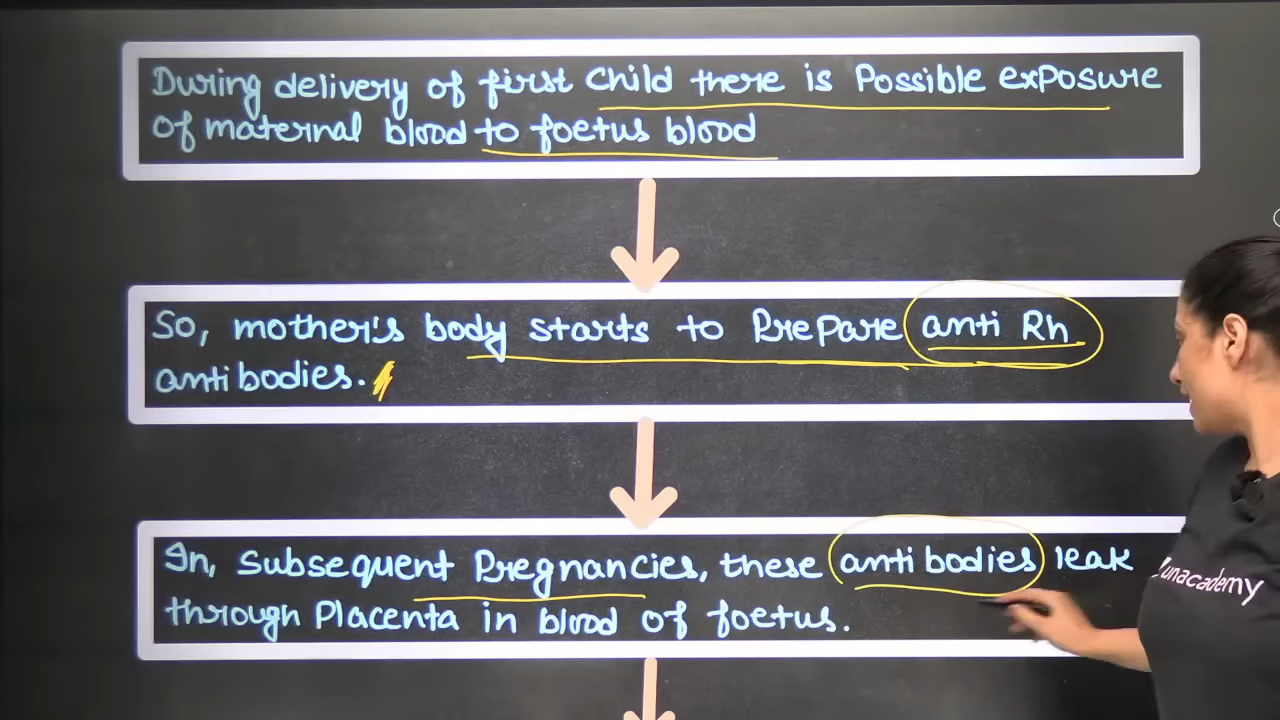 During delivery of first child there is Possible exposure
of maternal blood to foetus blood
So, mother's body starts to Prepare anti Rh
antibodies.
In, Subsequent Pregnancies, these antibodies leak
through Placenta in blood of foetus.
unacademy